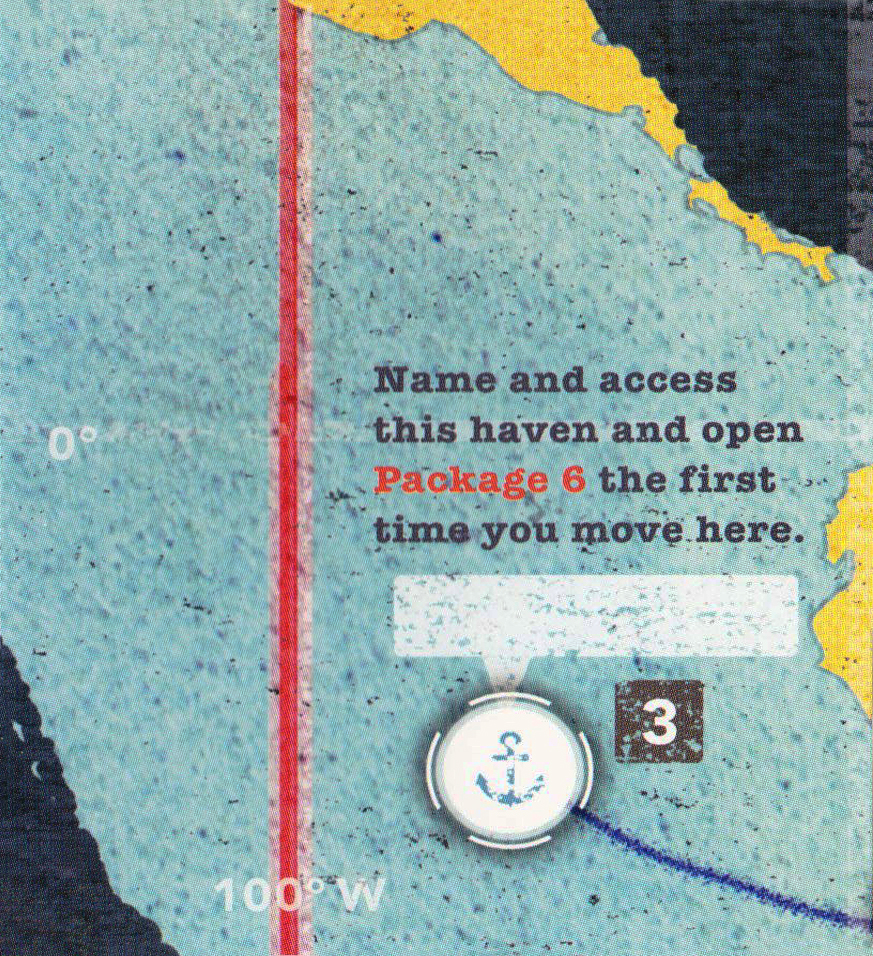 Name and access
this haven and open
0°
Package 6 the first
time you move here.
3
100° W